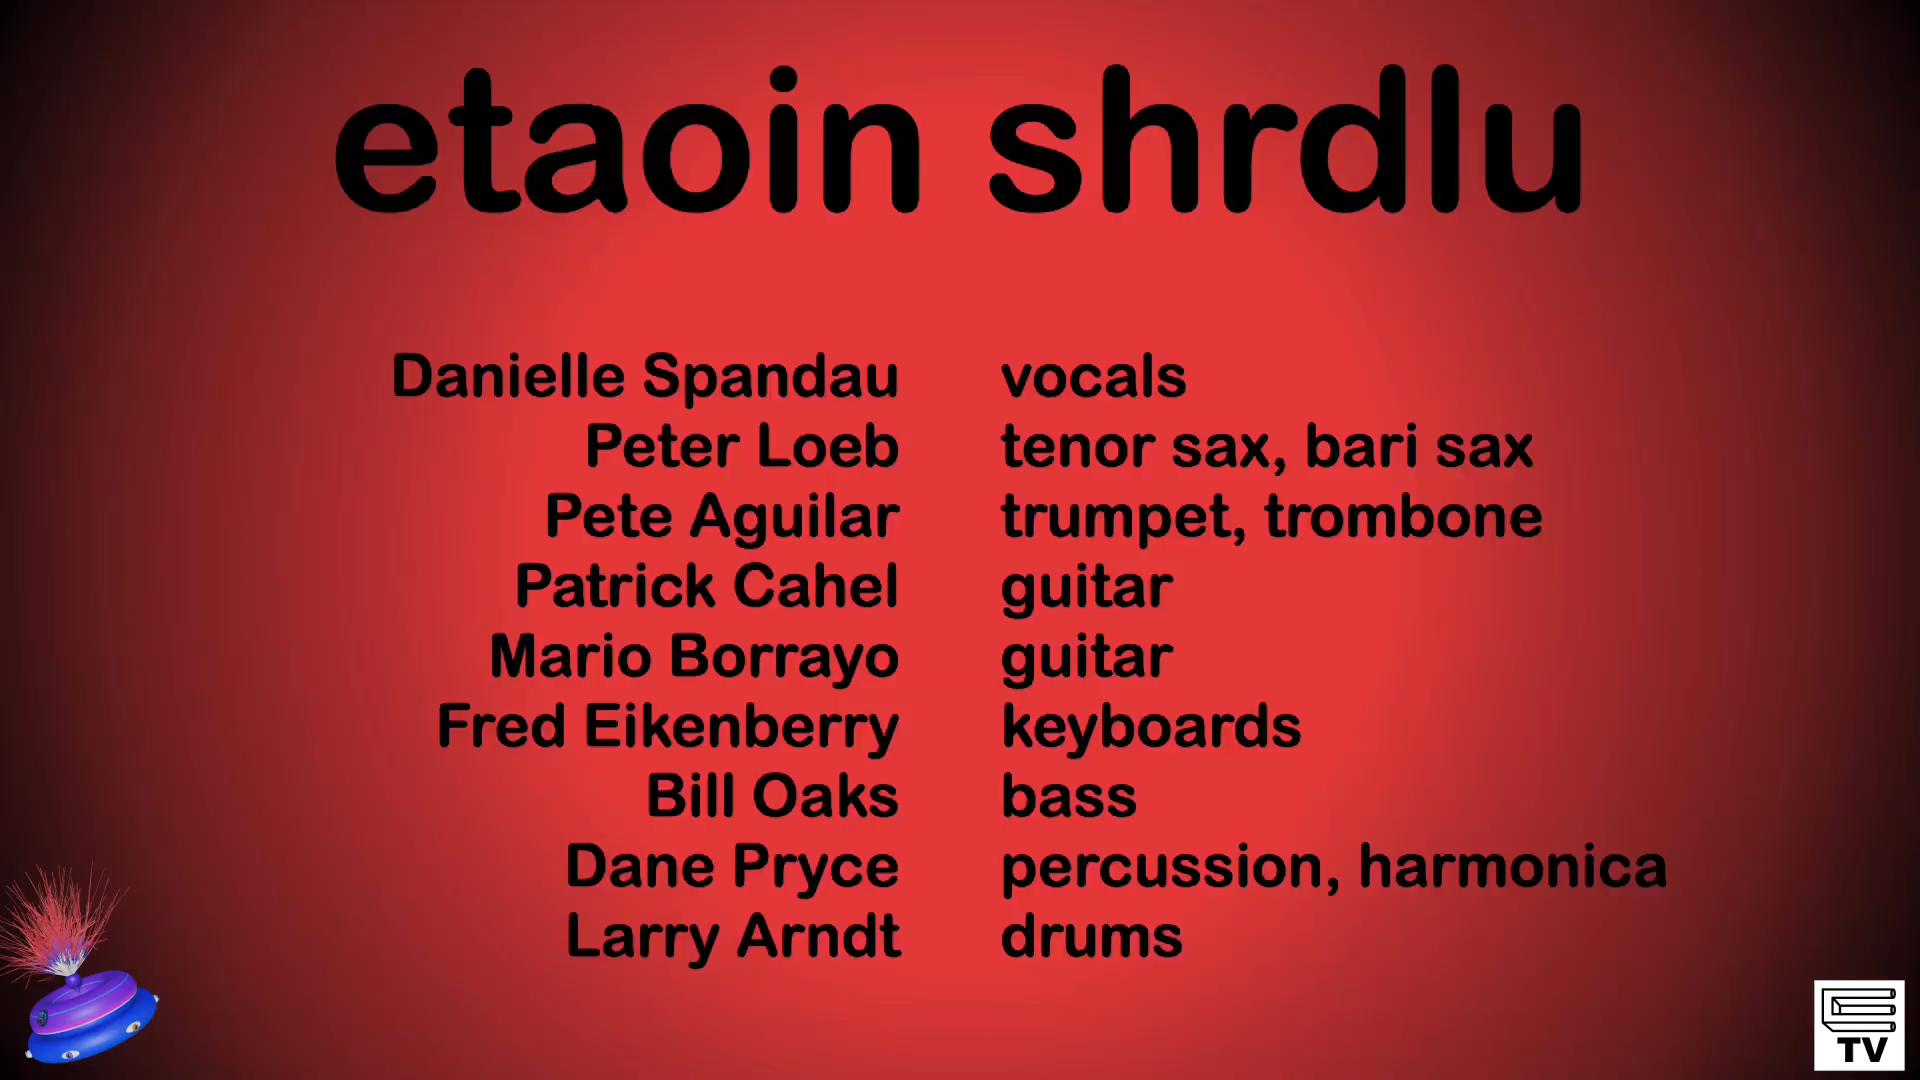 etaoin shrdlu
Danielle Spandau vocals
Peter Loeb tenor sax, bari sax
Pete Aguilar trumpet, trombone
Patrick Cahel guitar
Mario Borrayo guitar
Fred Eikenberry keyboards
Bill Oaks bass
Dane Pryce percussion, harmonica
Larry Arndt drums
TV